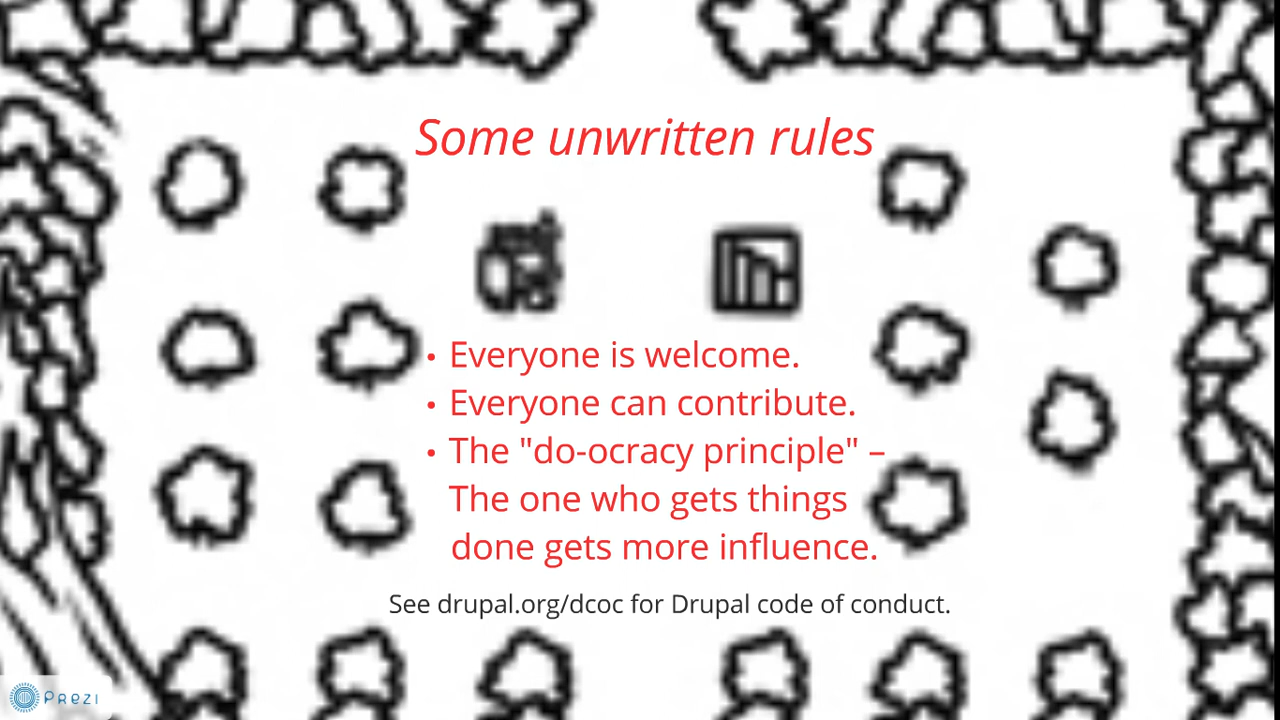 Some unwritten rules
• Everyone is welcome.
• Everyone can contribute.
• The "do-ocracy principle" –
The one who gets things
done gets more influence.
See drupal.org/dcoc for Drupal code of conduct.
Prezi